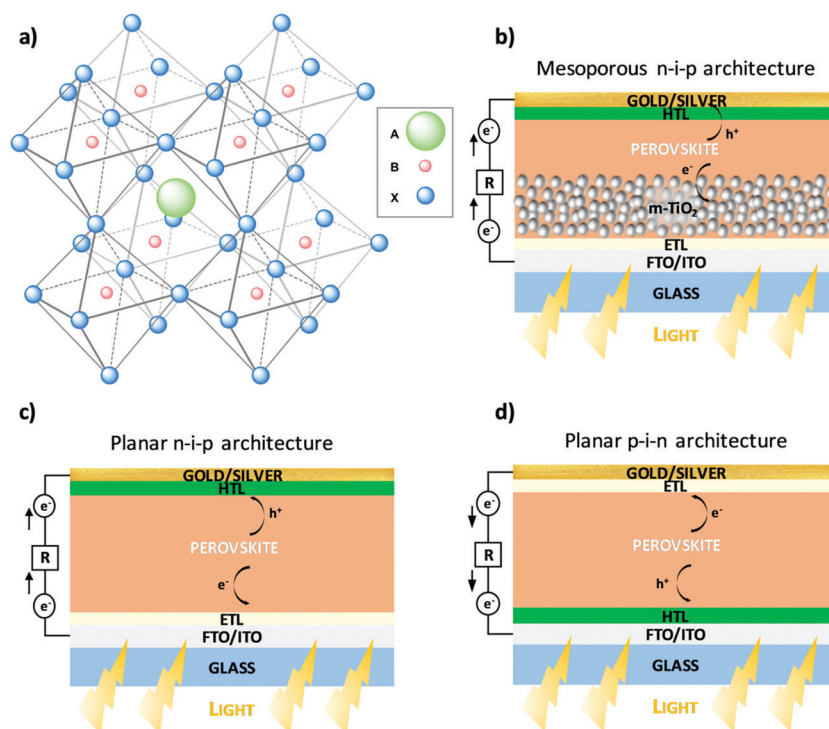 a)
A
B
X
b)
Mesoporous n-i-p architecture
GOLD/SILVER
HTL
h⁺
PEROVSKITE
e⁻
m-TiO₂
ETL
FTO/ITO
GLASS
LIGHT
e⁻
R
e⁻
c)
Planar n-i-p architecture
GOLD/SILVER
HTL
h⁺
PEROVSKITE
e⁻
ETL
FTO/ITO
GLASS
LIGHT
e⁻
R
e⁻
d)
Planar p-i-n architecture
GOLD/SILVER
ETL
e⁻
PEROVSKITE
h⁺
HTL
FTO/ITO
GLASS
LIGHT
e⁻
R
e⁻